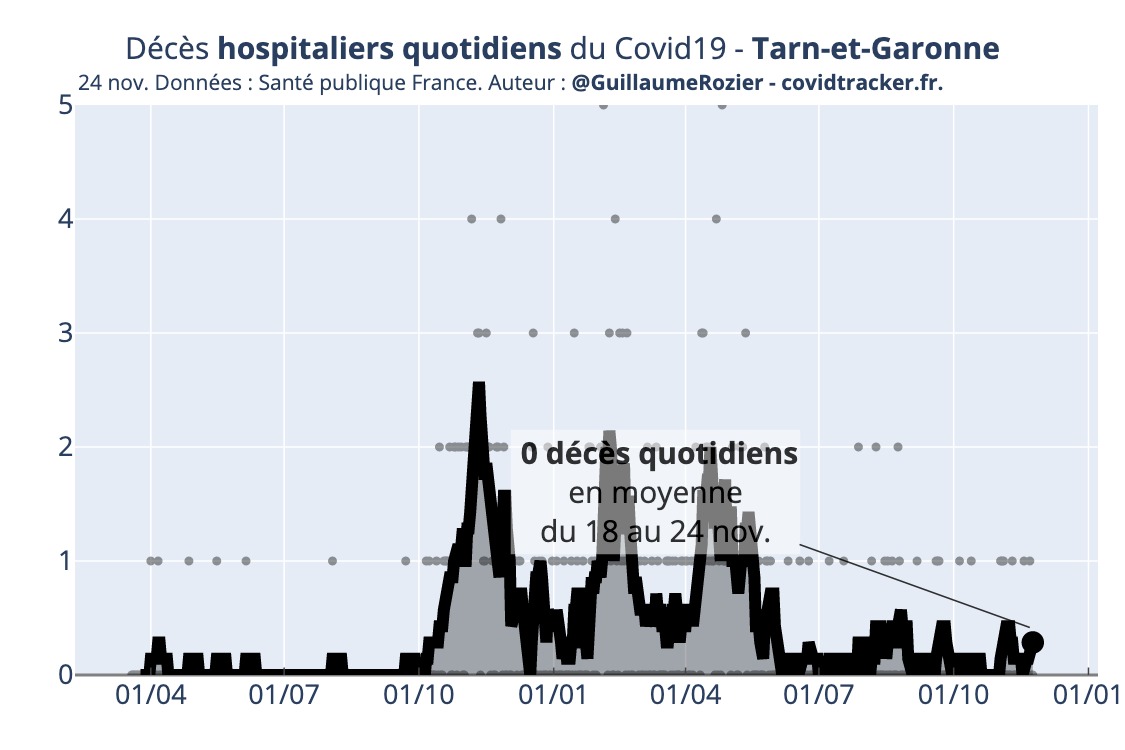 Décès hospitaliers quotidiens du Covid19 - Tarn-et-Garonne
24 nov. Données : Santé publique France. Auteur : @GuillaumeRozier - covidtracker.fr.
5
4
3
2
1
0
0 décès quotidiens
en moyenne
du 18 au 24 nov.
01/04 01/07 01/10 01/01 01/04 01/07 01/10 01/01